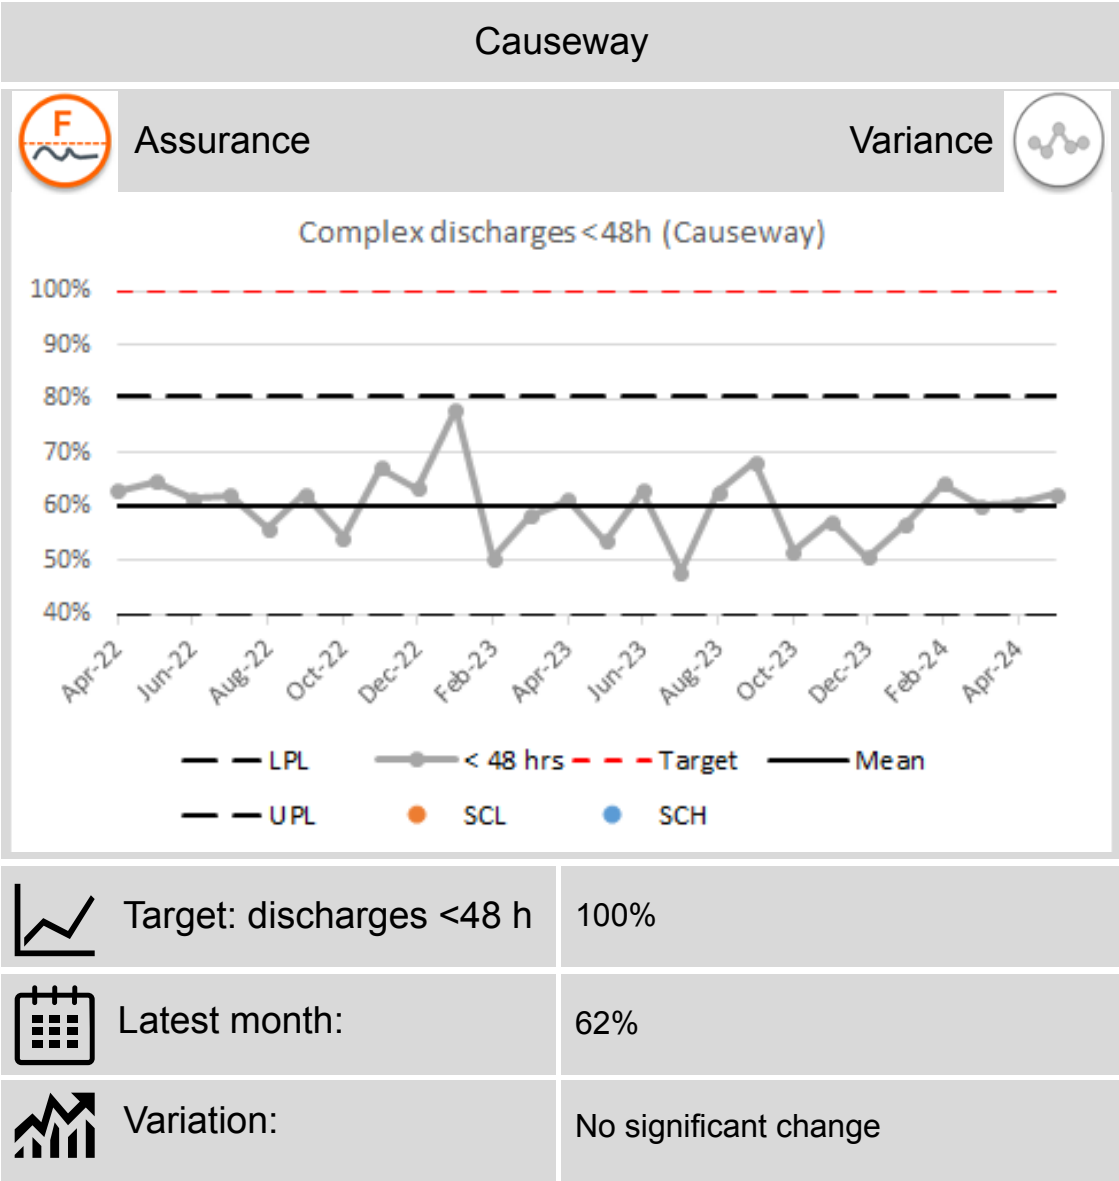 Causeway
F
Assurance
Variance
Complex discharges <48h (Causeway)
100%
90%
80%
70%
60%
50%
40%
Apr-22
Jun-22
Aug-22
Oct-22
Dec-22
Feb-23
Apr-23
Jun-23
Aug-23
Oct-23
Dec-23
Feb-24
Apr-24
LPL
< 48 hrs
Target
Mean
UPL
SCL
SCH
Target: discharges <48 h
100%
Latest month:
62%
Variation:
No significant change